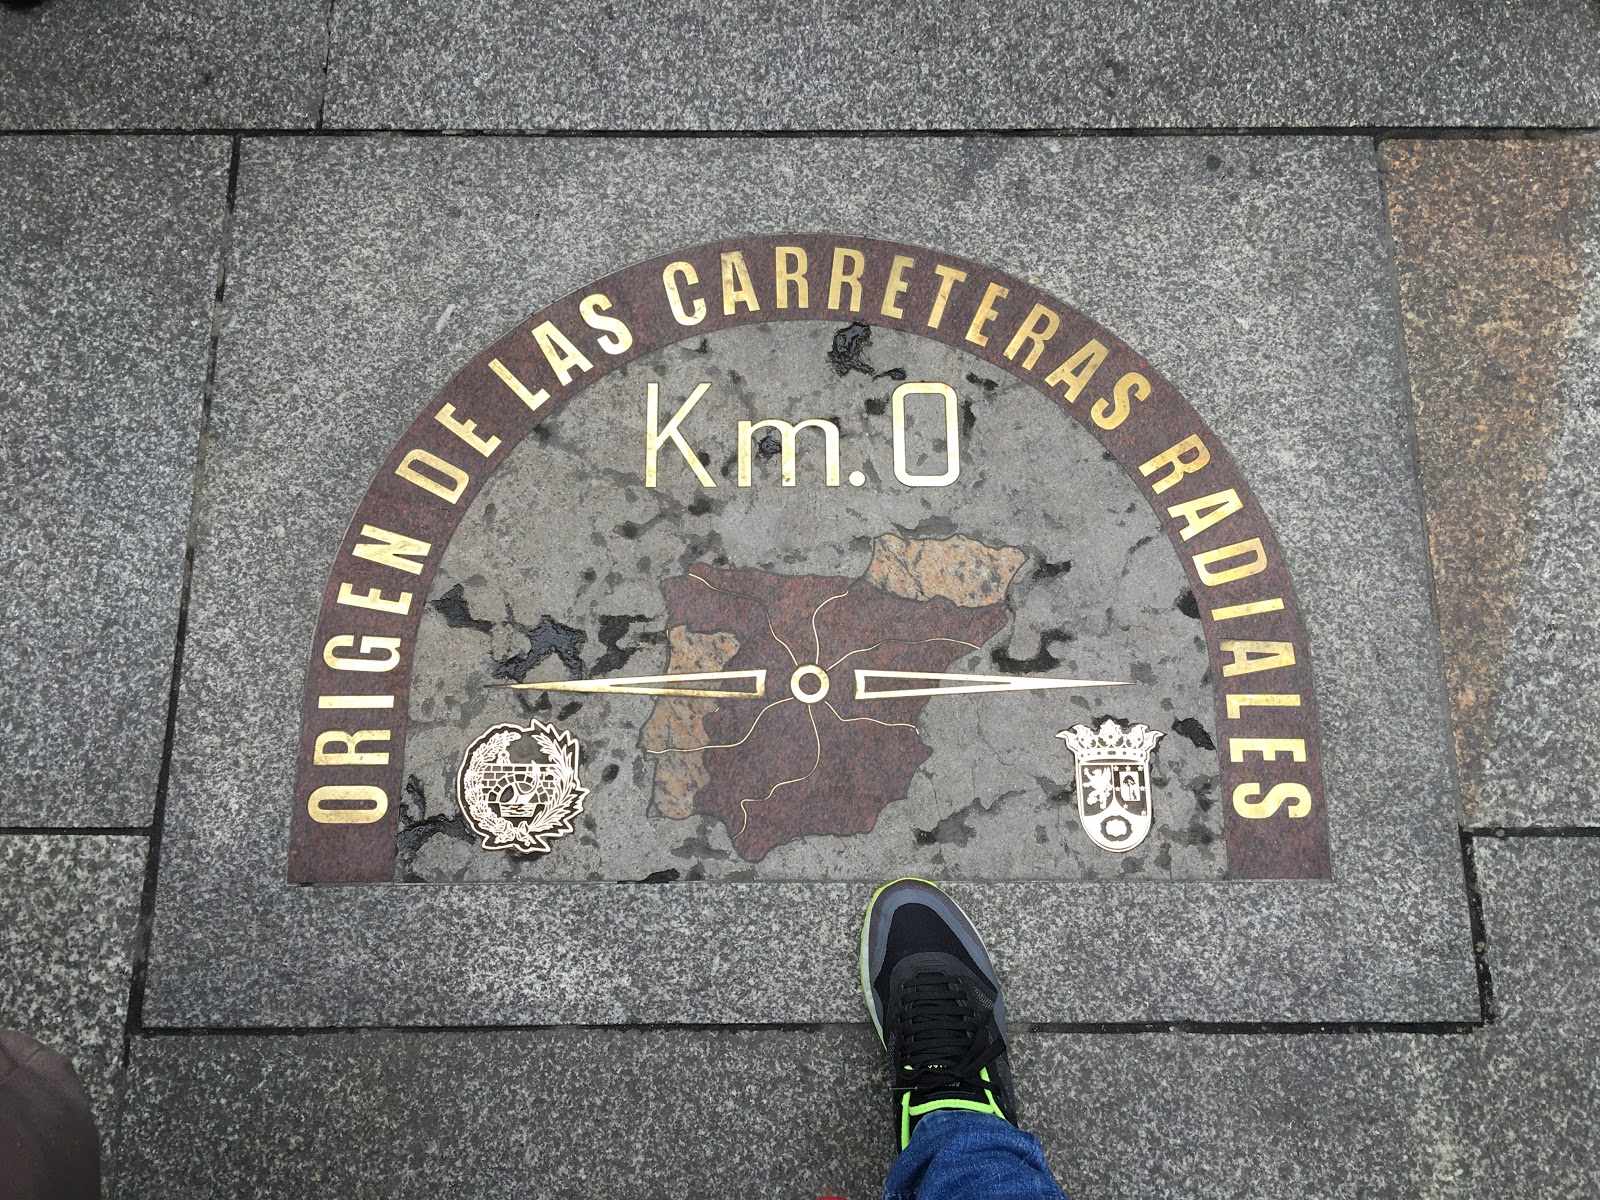 ORIGEN DE LAS CARRETERAS RADIALES
Km.0